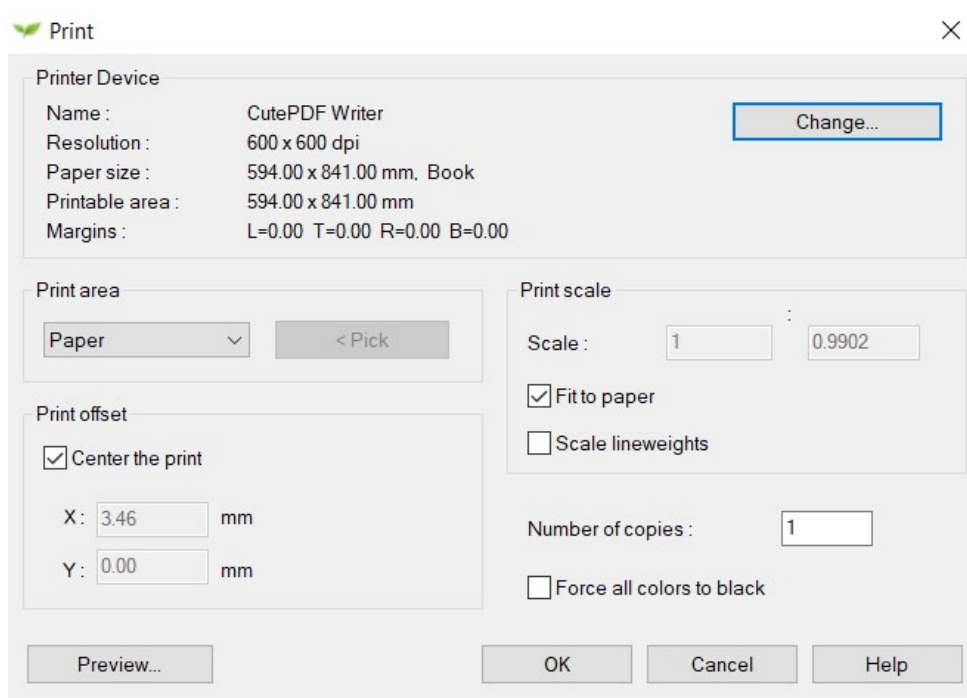 Print
Printer Device
Name : CutePDF Writer
Change...
Resolution : 600 x 600 dpi
Paper size : 594.00 x 841.00 mm, Book
Printable area : 594.00 x 841.00 mm
Margins : L=0.00 T=0.00 R=0.00 B=0.00
Print area
Paper
< Pick
Print scale
:
Scale : 1 0.9902
Fit to paper
Scale lineweights
Print offset
Center the print
X : 3.46 mm
Y : 0.00 mm
Number of copies : 1
Force all colors to black
Preview...
OK
Cancel
Help